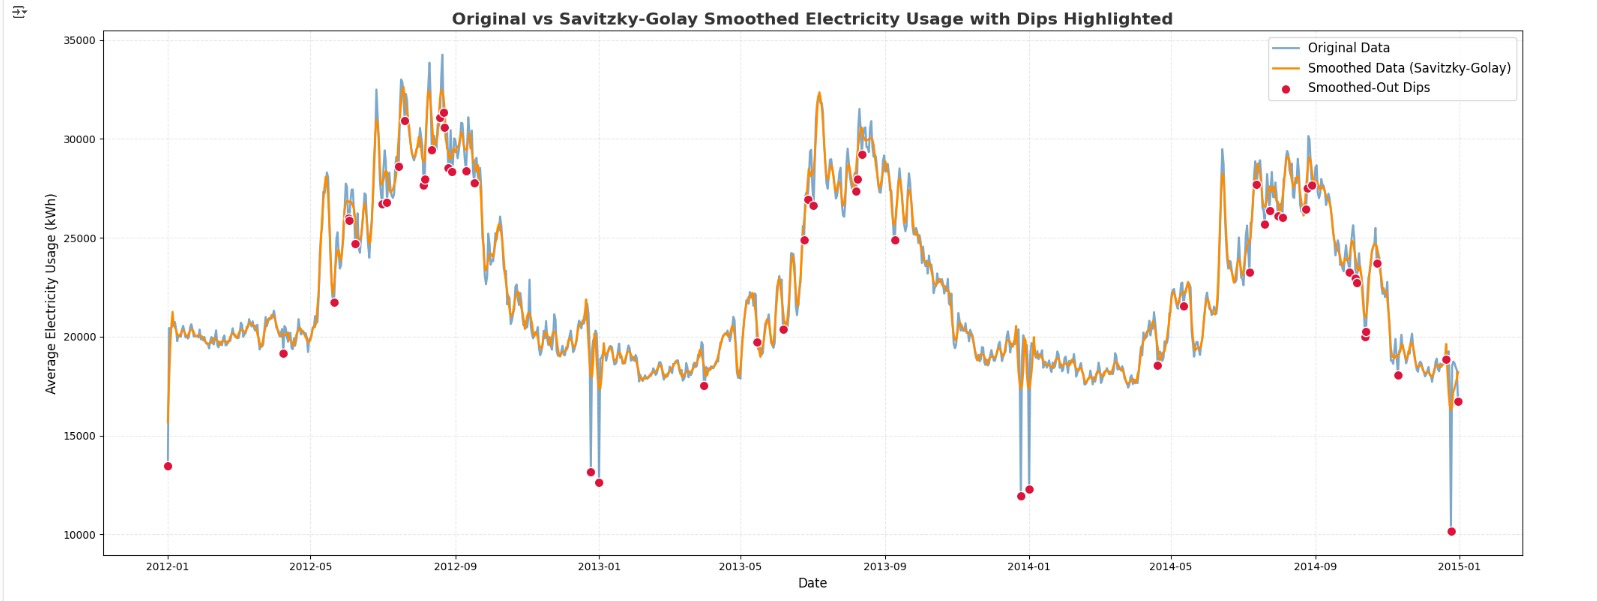 Original vs Savitzky-Golay Smoothed Electricity Usage with Dips Highlighted
Original Data
Smoothed Data (Savitzky-Golay)
Smoothed-Out Dips
Average Electricity Usage (kWh)
35000
30000
25000
20000
15000
10000
2012-01 2012-05 2012-09 2013-01 2013-05 2013-09 2014-01 2014-05 2014-09 2015-01
Date